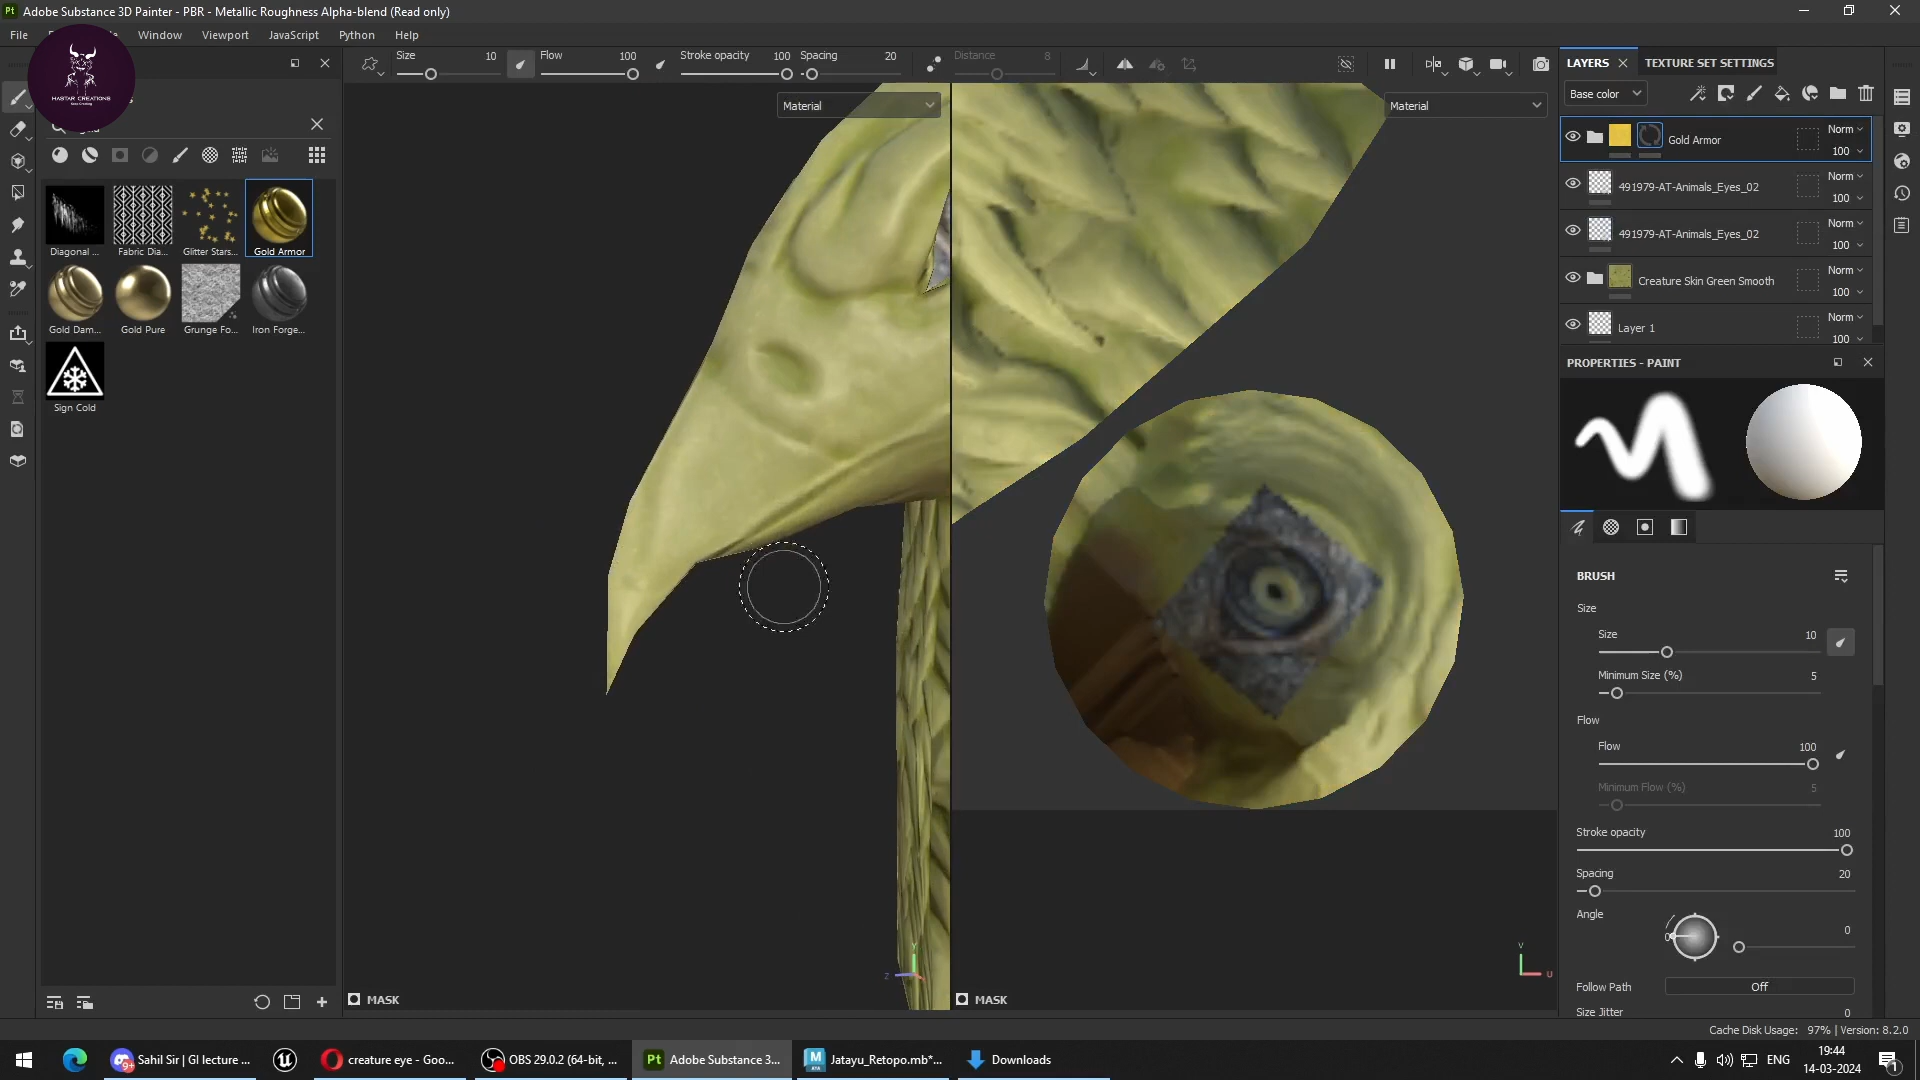 Adobe Substance 3D Painter - PBR - Metallic Roughness Alpha-blend (Read only)
File
Window
Viewport
JavaScript
Python
Help
HASTAR CREATIONS
Size
10
Flow
100
Stroke opacity
100
Spacing
20
Distance
8
Material
Material
Diagonal ...
Fabric Dia...
Glitter Stars...
Gold Armor
Gold Dam...
Gold Pure
Grunge Fo...
Iron Forge...
Sign Cold
MASK
MASK
Y
Z
V
U
LAYERS
TEXTURE SET SETTINGS
Base color
Gold Armor
Norm
100
491979-AT-Animals_Eyes_02
Norm
100
491979-AT-Animals_Eyes_02
Norm
100
Creature Skin Green Smooth
Norm
100
Layer 1
Norm
100
PROPERTIES - PAINT
BRUSH
Size
Size
10
Minimum Size (%)
5
Flow
Flow
100
Minimum Flow (%)
5
Stroke opacity
100
Spacing
20
Angle
0
0
Follow Path
Off
Size Jitter
0
Cache Disk Usage: 97% | Version: 8.2.0
Sahil Sir | GI lecture ...
creature eye - Goo...
OBS 29.0.2 (64-bit, ...
Adobe Substance 3...
Jatayu_Retopo.mb*...
Downloads
ENG
19:44
14-03-2024